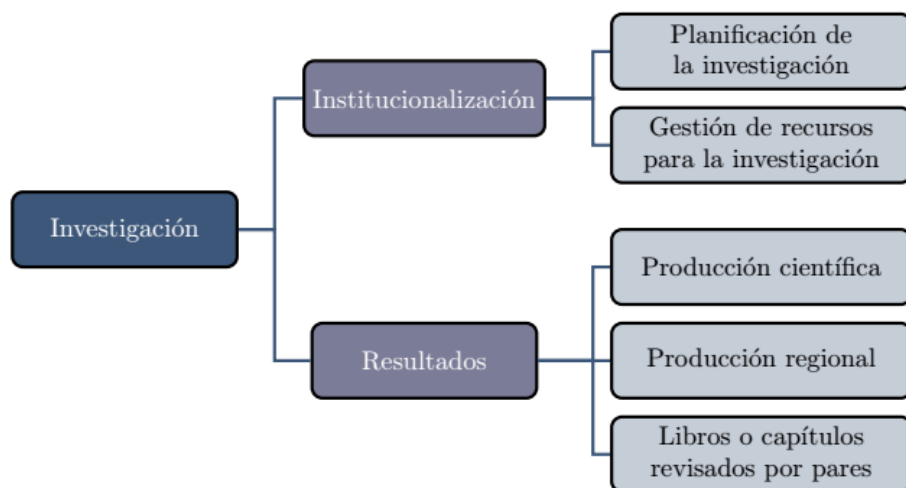 Planificación de
la investigación
Institucionalización
Gestión de recursos
para la investigación
Investigación
Producción científica
Resultados
Producción regional
Libros o capítulos
revisados por pares